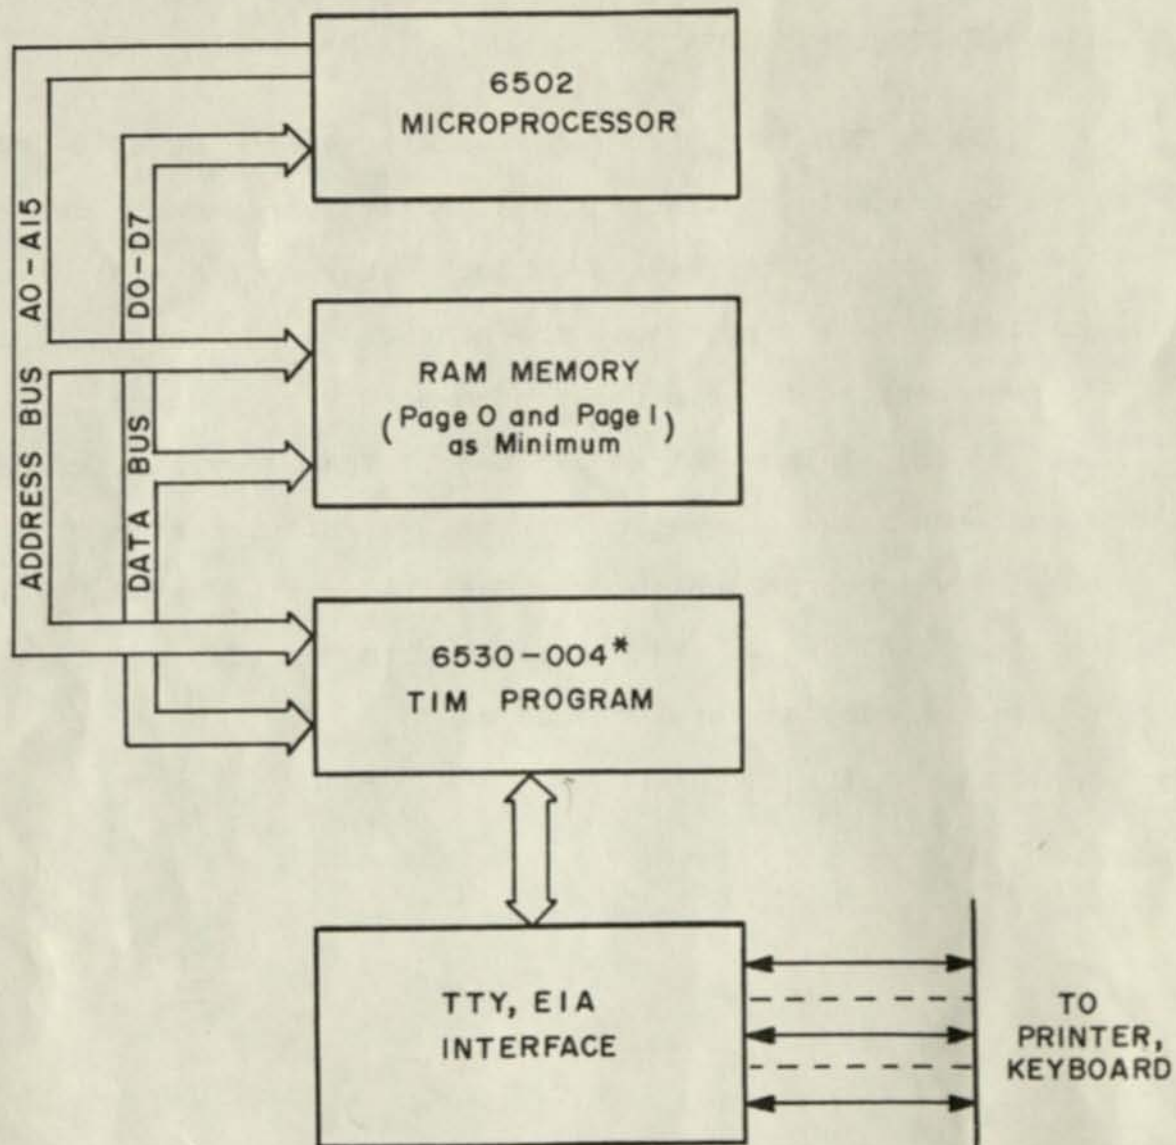 6502
MICROPROCESSOR
ADDRESS BUS A0-A15
DATA BUS D0-D7
RAM MEMORY
(Page 0 and Page 1)
as Minimum
6530-004*
TIM PROGRAM
TTY, EIA
INTERFACE
TO
PRINTER,
KEYBOARD